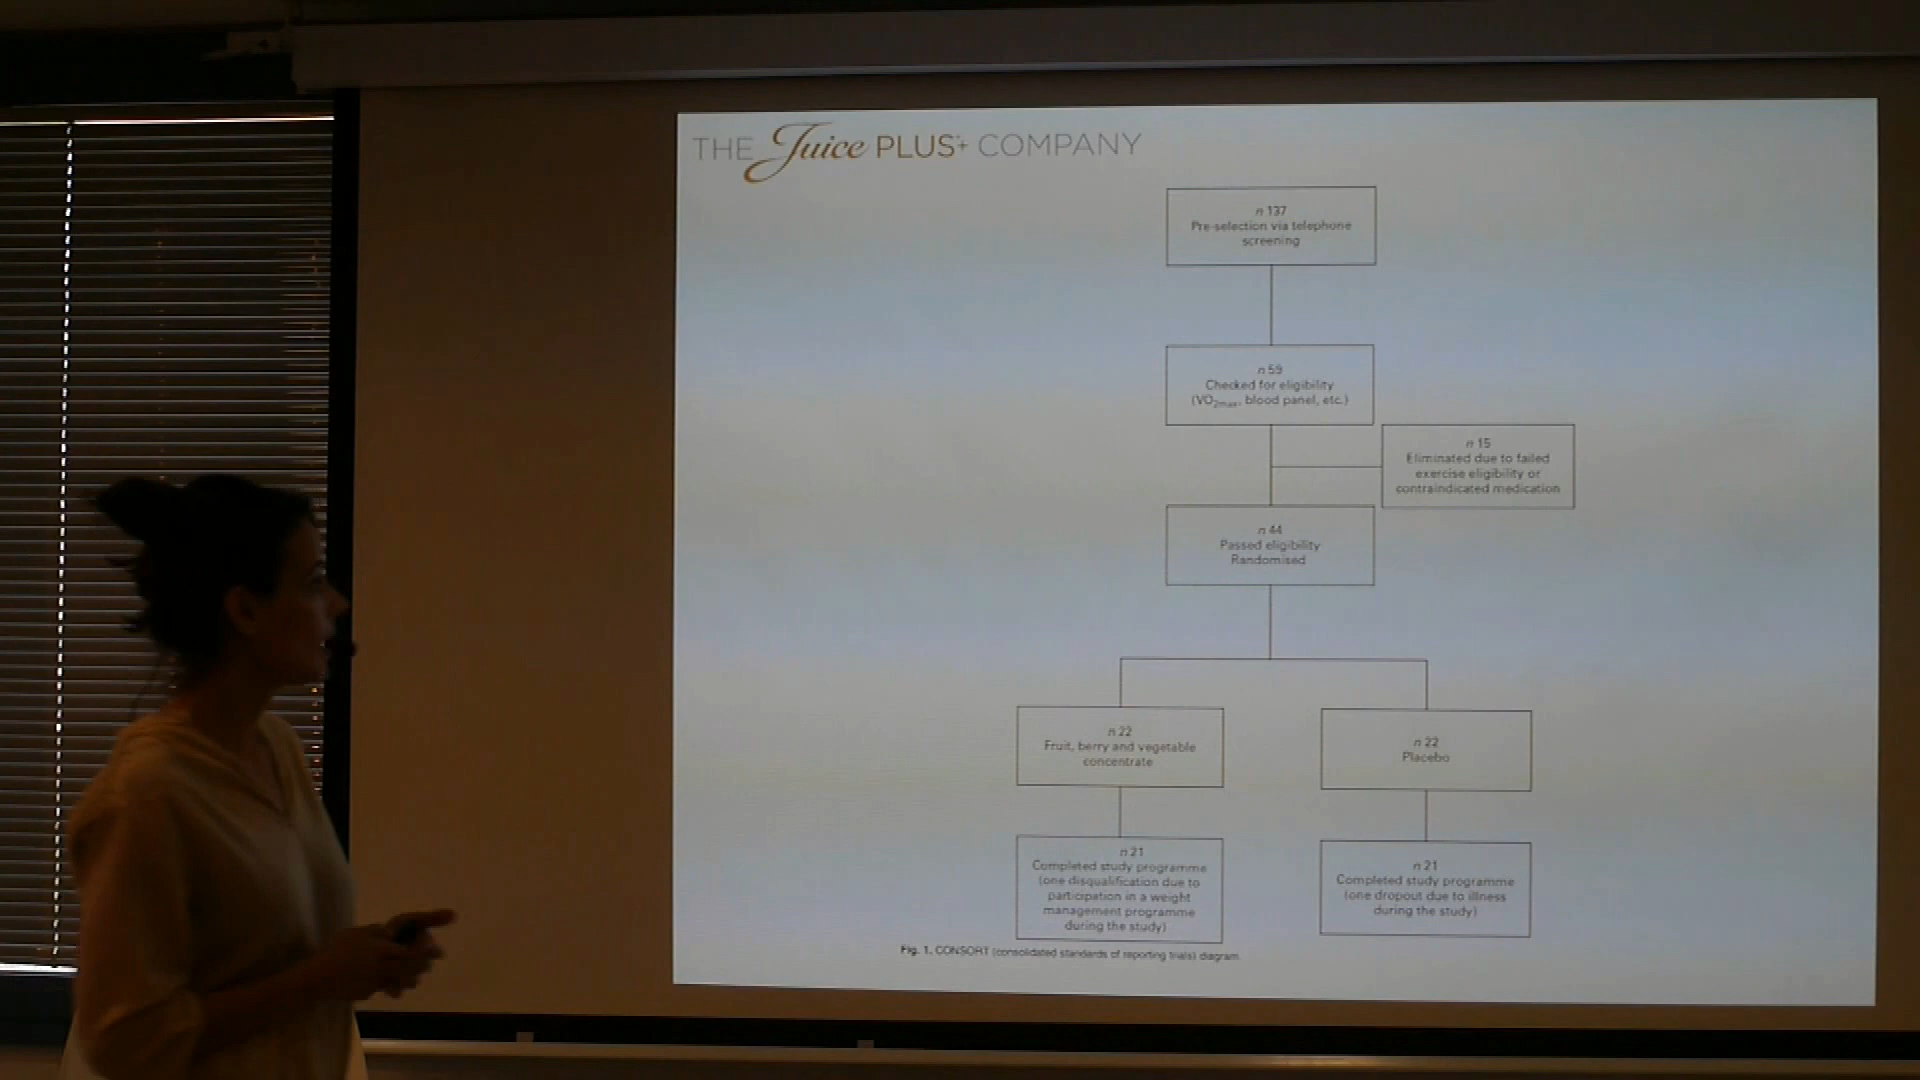 THE Juice PLUS+ COMPANY
n 137
Pre-selection via telephone
screening
n 59
Checked for eligibility
(VO2max, blood panel, etc.)
n 15
Eliminated due to failed
exercise eligibility or
contraindicated medication
n 44
Passed eligibility
Randomised
n 22
Fruit, berry and vegetable
concentrate
n 22
Placebo
n 21
Completed study programme
(one disqualification due to
participation in a weight
management programme
during the study)
n 21
Completed study programme
(one dropout due to illness
during the study)
Fig. 1. CONSORT (consolidated standards of reporting trials) diagram.